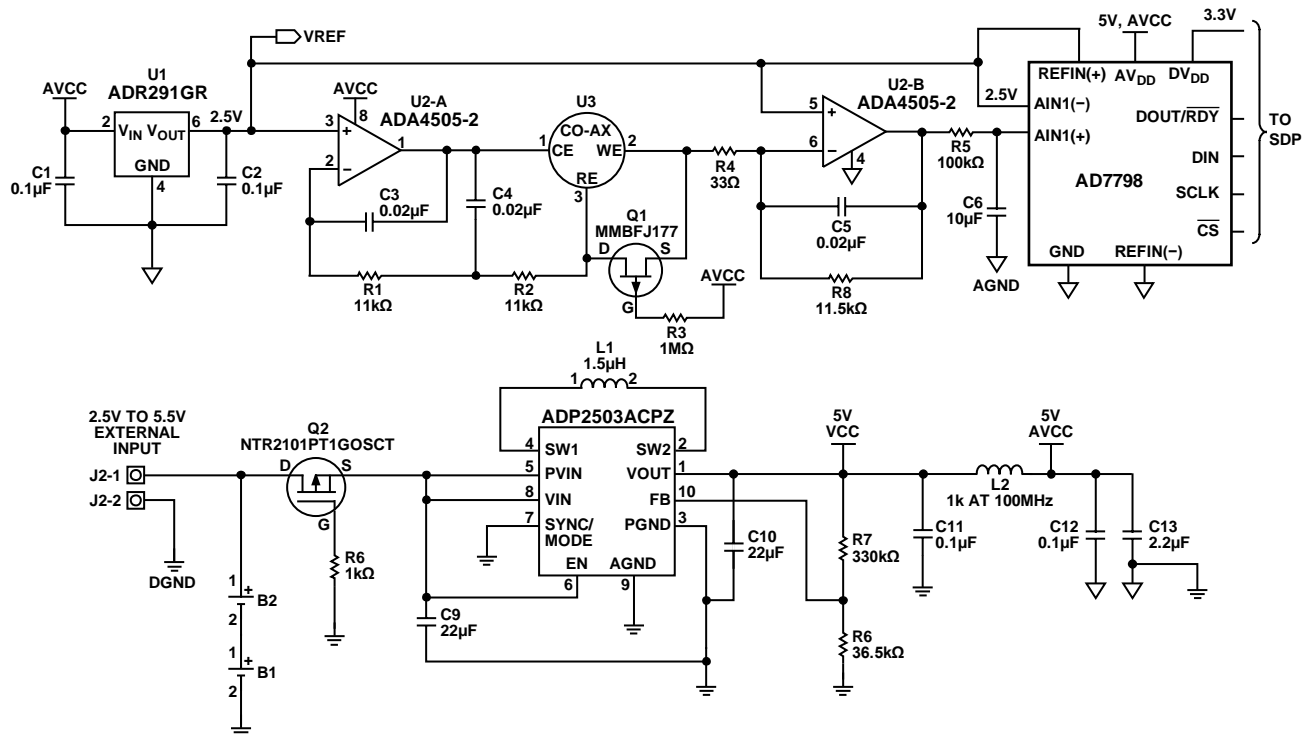 VREF
AVCC
U1
ADR291GR
2
VIN VOUT
6
2.5V
GND
4
C1
0.1µF
C2
0.1µF
AVCC
8
U2-A
ADA4505-2
3
+
1
2
−
C3
0.02µF
C4
0.02µF
R1
11kΩ
R2
11kΩ
U3
CO-AX
1
CE
WE
2
RE
3
Q1
MMBFJ177
D
S
G
AVCC
R3
1MΩ
R4
33Ω
U2-B
ADA4505-2
5
+
6
−
4
C5
0.02µF
R8
11.5kΩ
R5
100kΩ
C6
10µF
AGND
5V, AVCC
3.3V
REFIN(+)
AVDD
DVDD
2.5V
AIN1(−)
AIN1(+)
DOUT/RDY
DIN
SCLK
CS
AD7798
GND
REFIN(−)
TO
SDP
2.5V TO 5.5V
EXTERNAL
INPUT
J2-1
J2-2
DGND
Q2
NTR2101PT1GOSCT
D
S
G
R6
1kΩ
1
+
B2
2
1
+
B1
2
L1
1.5µH
1
2
ADP2503ACPZ
4
SW1
SW2
2
5
PVIN
VOUT
1
8
VIN
FB
10
7
SYNC/
MODE
PGND
3
EN
AGND
6
9
C9
22µF
C10
22µF
5V
VCC
R7
330kΩ
R6
36.5kΩ
C11
0.1µF
L2
1k AT 100MHz
5V
AVCC
C12
0.1µF
C13
2.2µF